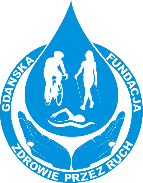 GDAŃSKA FUNDACJA
ZDROWIE PRZEZ RUCH